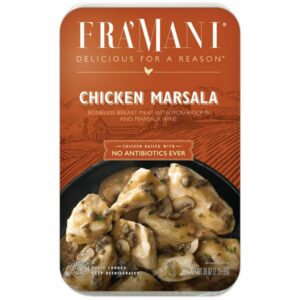 FRA'MANI®
DELICIOUS FOR A REASON®
CHICKEN MARSALA
BONELESS BREAST MEAT WITH MUSHROOMS
AND MARSALA WINE
CHICKEN RAISED WITH
NO ANTIBIOTICS EVER
FULLY COOKED
KEEP REFRIGERATED